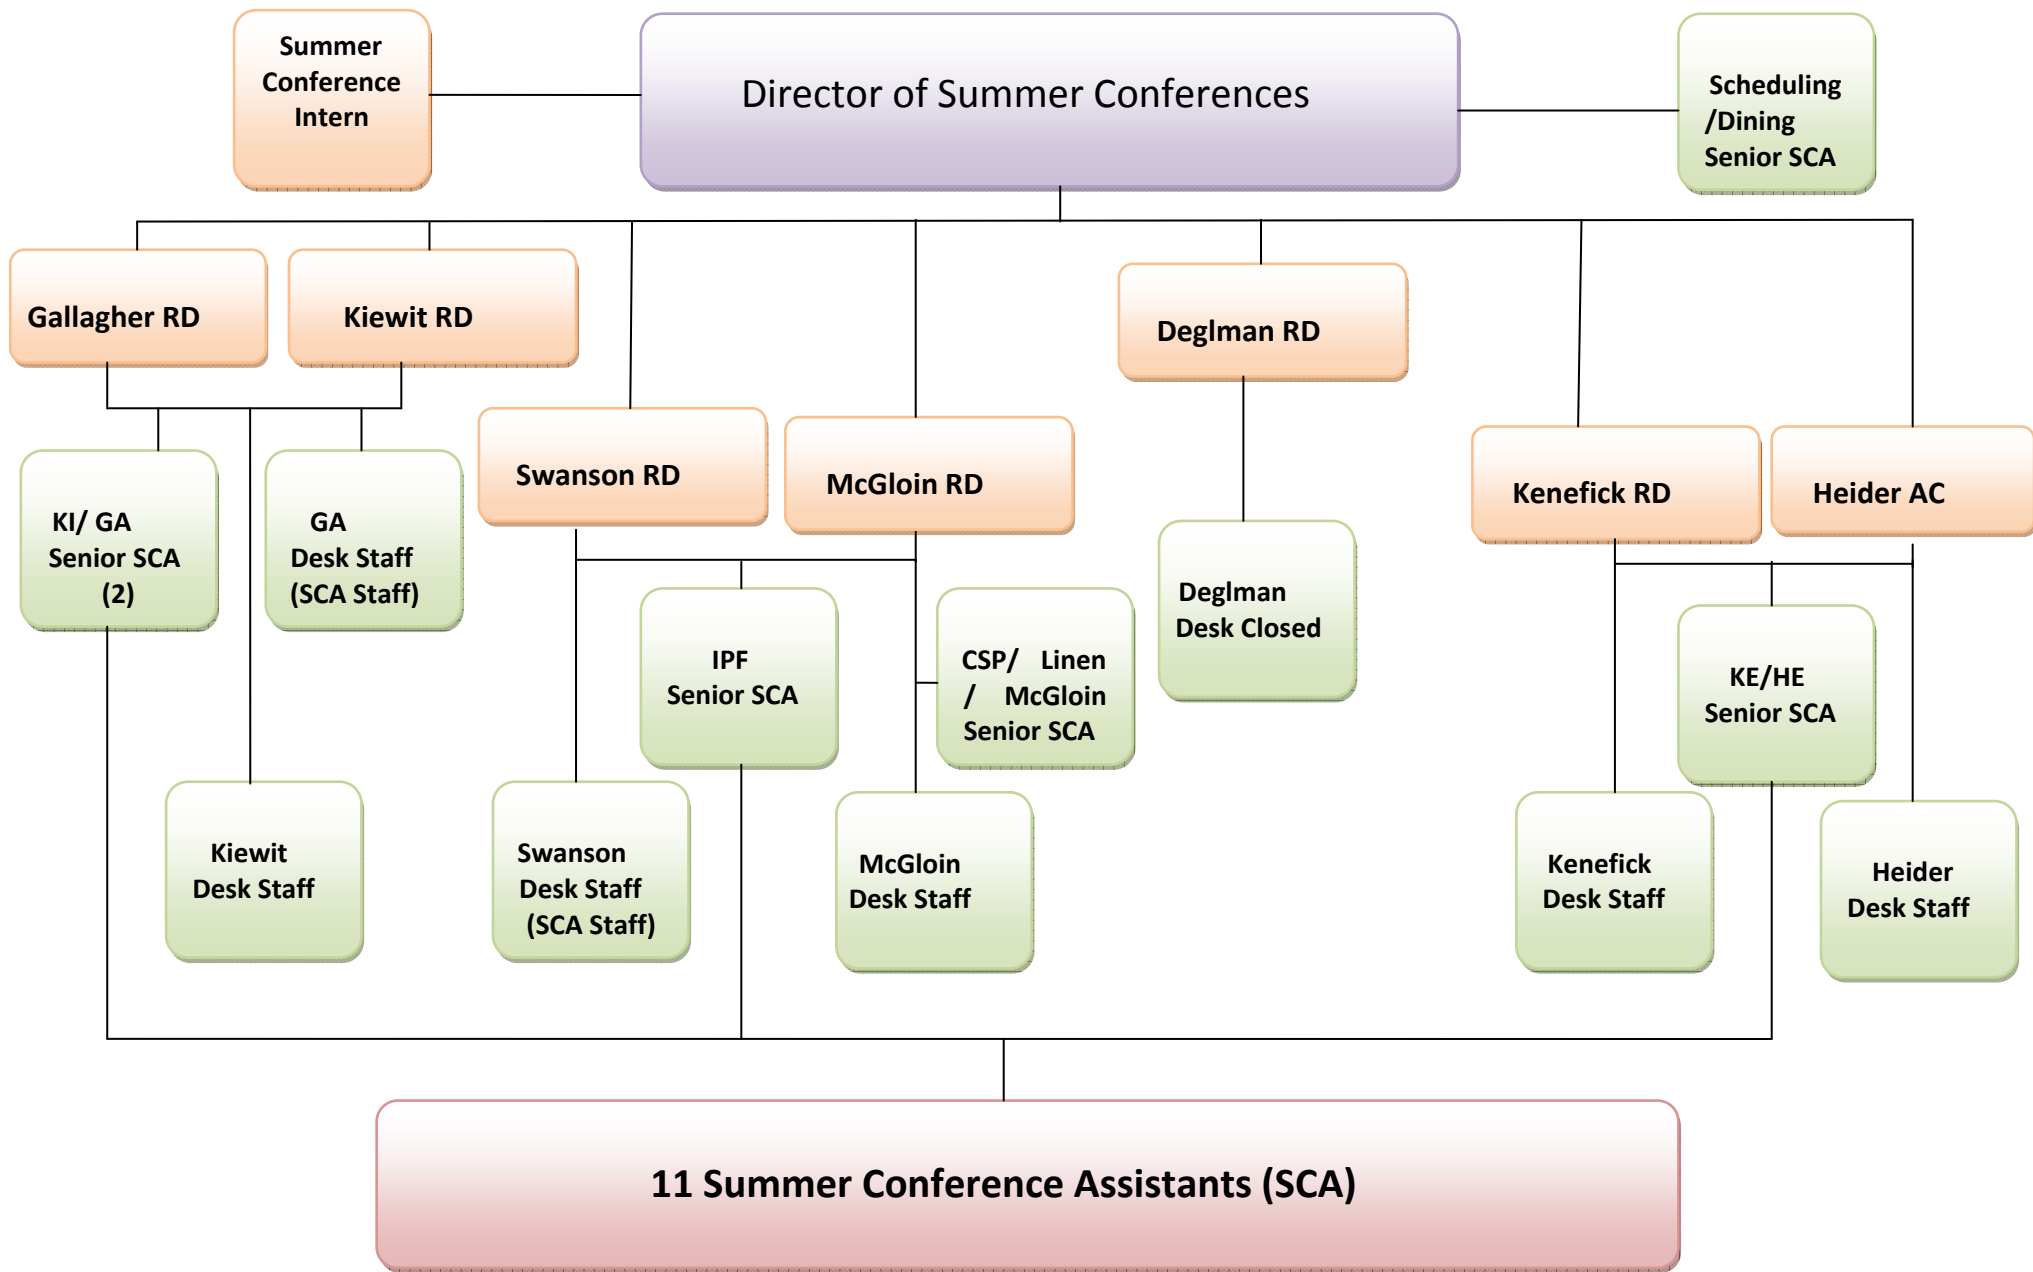 Summer
Conference
Intern
Director of Summer Conferences
Scheduling
/Dining
Senior SCA
Gallagher RD
Kiewit RD
Deglman RD
Swanson RD
McGloin RD
Kenefick RD
Heider AC
KI/ GA
Senior SCA
(2)
GA
Desk Staff
(SCA Staff)
IPF
Senior SCA
CSP/ Linen
/ McGloin
Senior SCA
Deglman
Desk Closed
KE/HE
Senior SCA
Kiewit
Desk Staff
Swanson
Desk Staff
(SCA Staff)
McGloin
Desk Staff
Kenefick
Desk Staff
Heider
Desk Staff
11 Summer Conference Assistants (SCA)